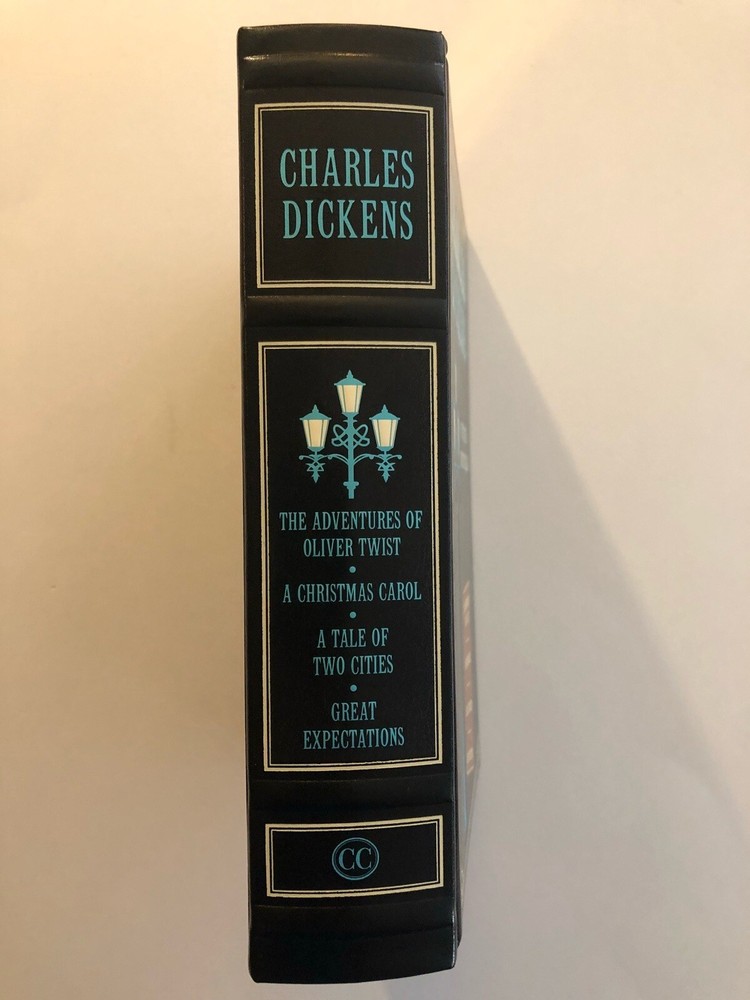 CHARLES
DICKENS
THE ADVENTURES OF
OLIVER TWIST
•
A CHRISTMAS CAROL
•
A TALE OF
TWO CITIES
•
GREAT
EXPECTATIONS
CC